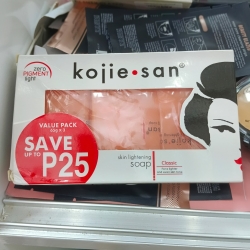 zero
PIGMENT
light
kojie•san®
VALUE PACK
SAVE
UP TO P25
skin lightening
soap
Classic